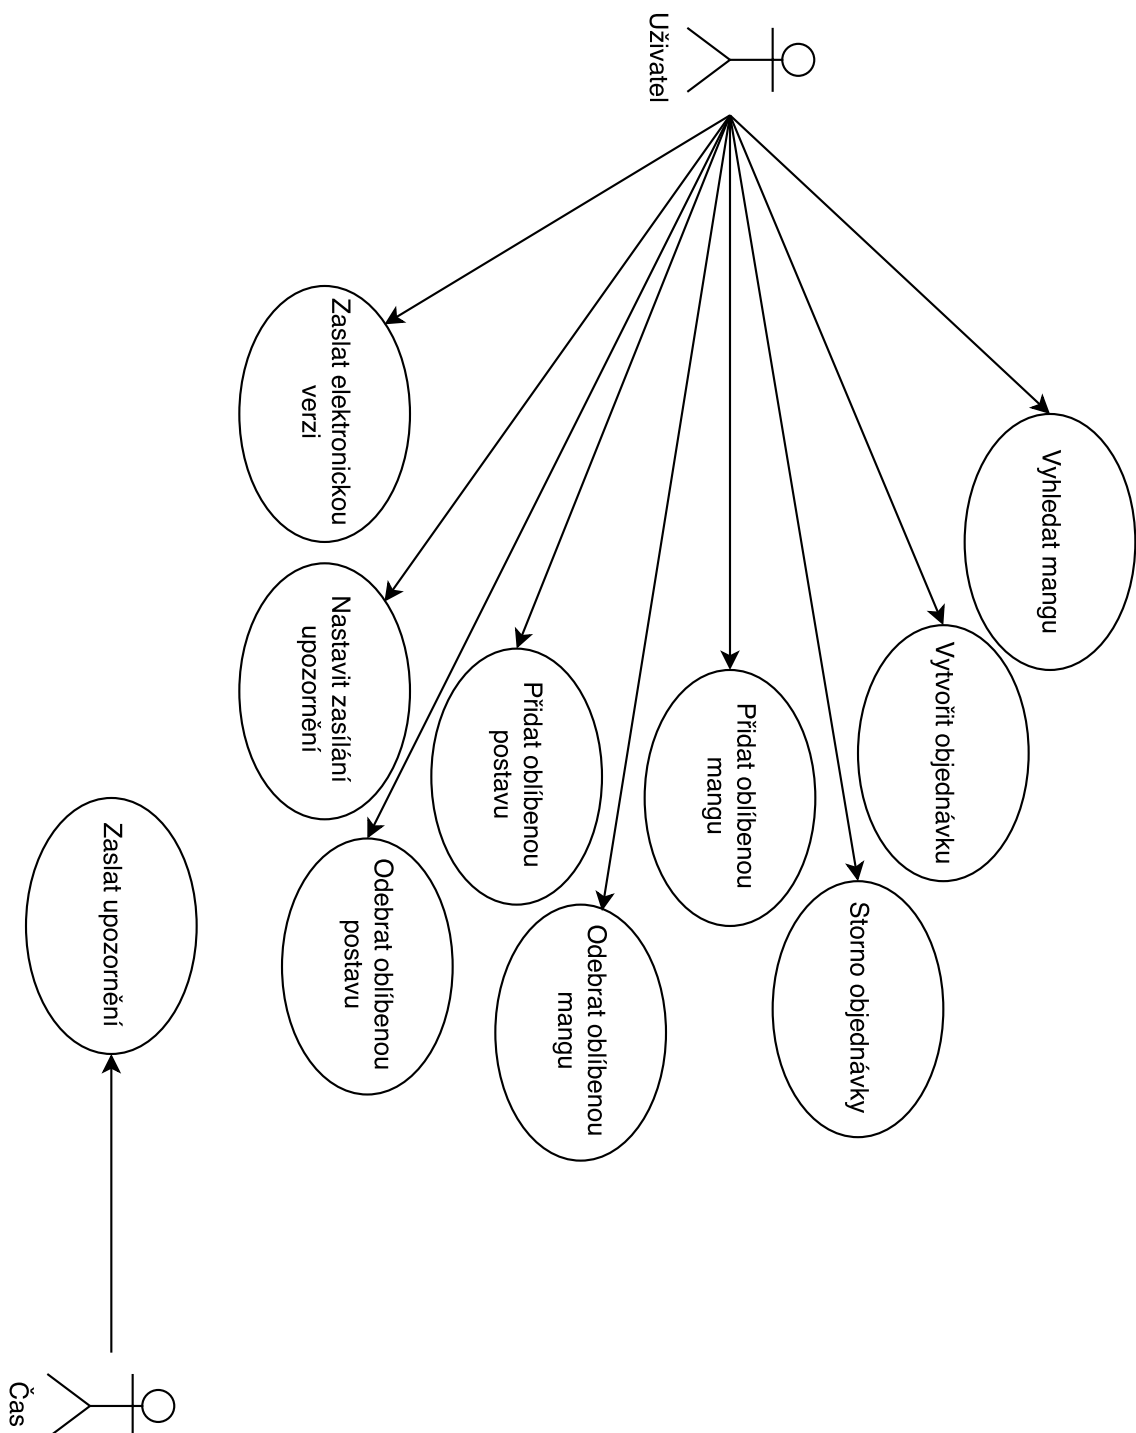 Uživatel
Vyhledat mangu
Vytvořit objednávku
Storno objednávky
Přidat oblíbenou
mangu
Odebrat oblíbenou
mangu
Přidat oblíbenou
postavu
Odebrat oblíbenou
postavu
Nastavit zasílání
upozornění
Zaslat elektronickou
verzi
Zaslat upozornění
Čas